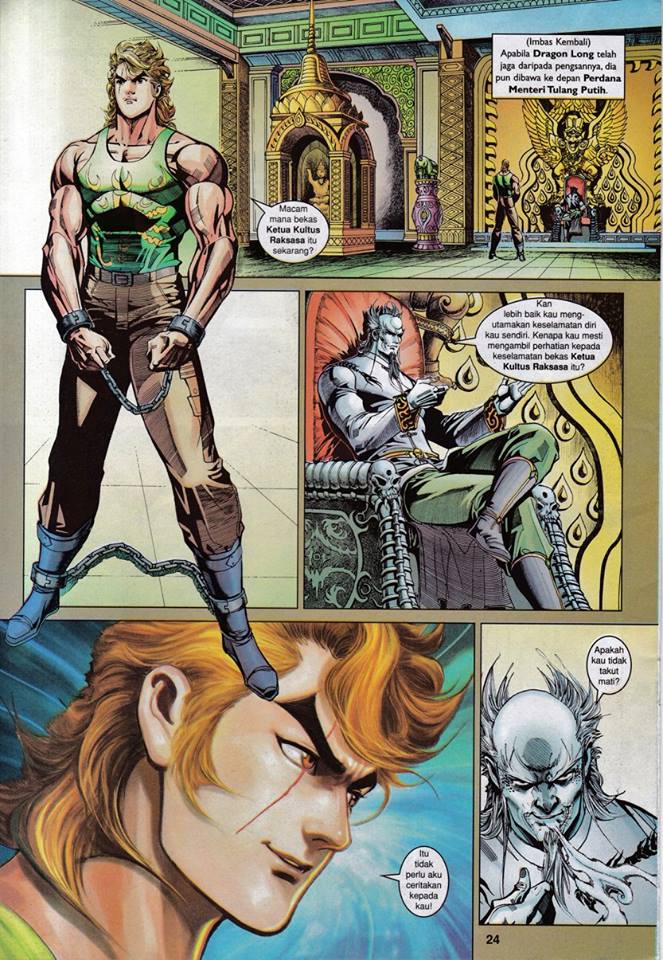 (Imbas Kembali)
Apabila Dragon Long telah
jaga daripada pengsannya, dia
pun dibawa ke depan Perdana
Menteri Tulang Putih.
Macam
mana bekas
Ketua Kultus
Raksasa itu
sekarang?
Kan
lebih baik kau meng-
utamakan keselamatan diri
kau sendiri. Kenapa kau mesti
mengambil perhatian kepada
keselamatan bekas Ketua
Kultus Raksasa itu?
Itu
tidak
perlu aku
ceritakan
kepada
kau!
Apakah
kau tidak
takut
mati?
24